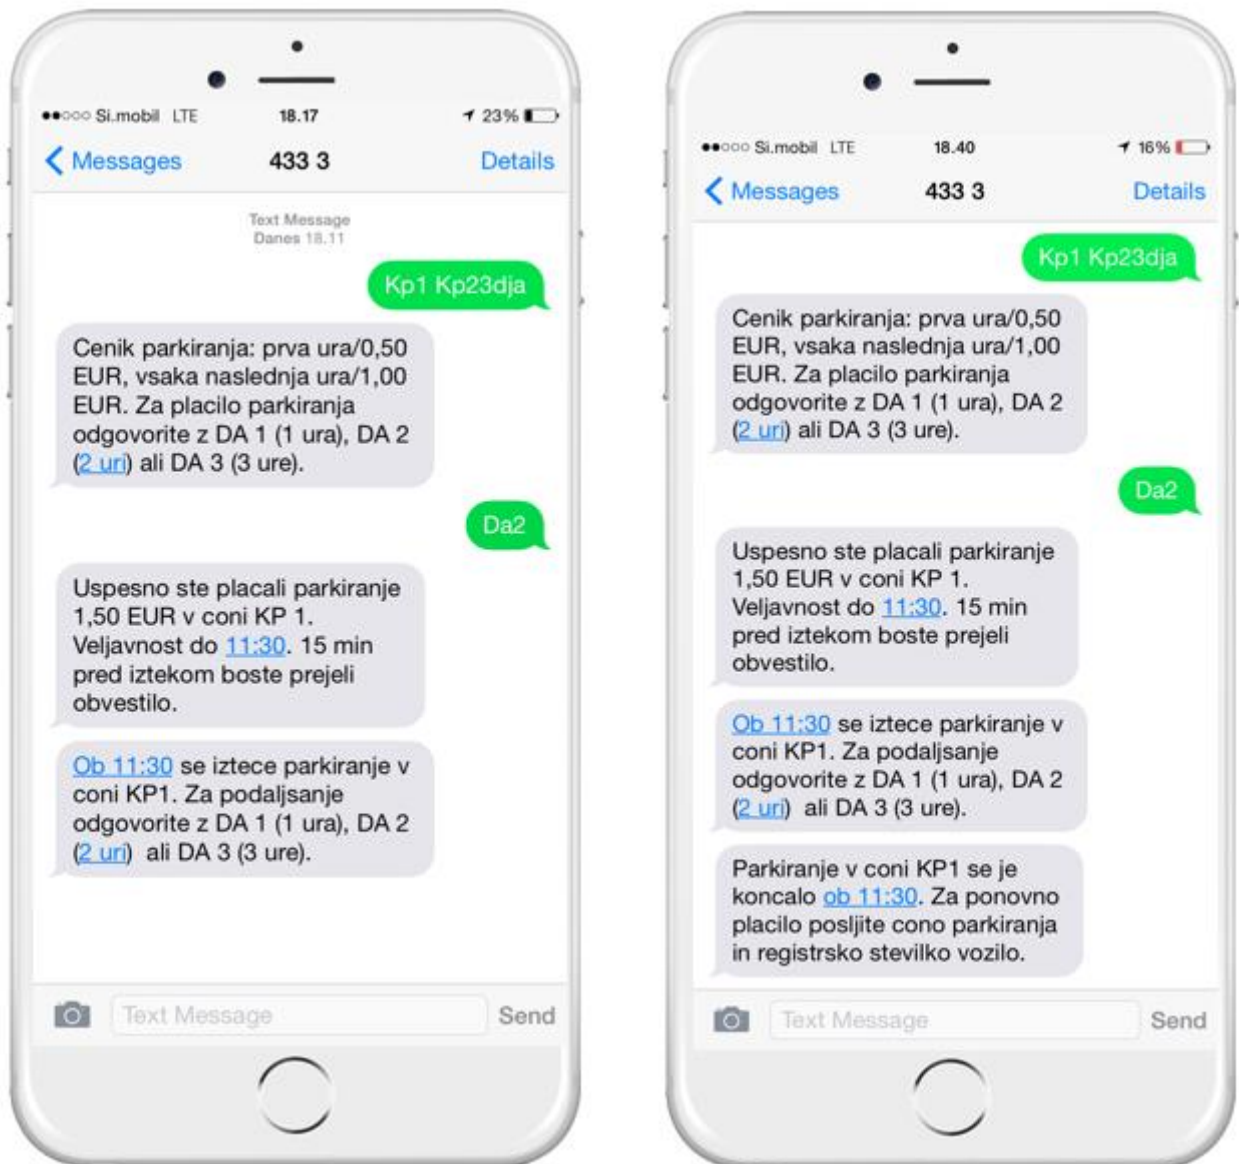 Si.mobil LTE 18.17 23%
Messages 433 3 Details
Text Message
Danes 18.11
Kp1 Kp23dja
Cenik parkiranja: prva ura/0,50
EUR, vsaka naslednja ura/1,00
EUR. Za placilo parkiranja
odgovorite z DA 1 (1 ura), DA 2
(2 uri) ali DA 3 (3 ure).
Da2
Uspesno ste placali parkiranje
1,50 EUR v coni KP 1.
Veljavnost do 11:30. 15 min
pred iztekom boste prejeli
obvestilo.
Ob 11:30 se iztece parkiranje v
coni KP1. Za podaljsanje
odgovorite z DA 1 (1 ura), DA 2
(2 uri) ali DA 3 (3 ure).
Text Message Send
Si.mobil LTE 18.40 16%
Messages 433 3 Details
Kp1 Kp23dja
Cenik parkiranja: prva ura/0,50
EUR, vsaka naslednja ura/1,00
EUR. Za placilo parkiranja
odgovorite z DA 1 (1 ura), DA 2
(2 uri) ali DA 3 (3 ure).
Da2
Uspesno ste placali parkiranje
1,50 EUR v coni KP 1.
Veljavnost do 11:30. 15 min
pred iztekom boste prejeli
obvestilo.
Ob 11:30 se iztece parkiranje v
coni KP1. Za podaljsanje
odgovorite z DA 1 (1 ura), DA 2
(2 uri) ali DA 3 (3 ure).
Parkiranje v coni KP1 se je
koncalo ob 11:30. Za ponovno
placilo posljite cono parkiranja
in registrsko stevilko vozilo.
Text Message Send